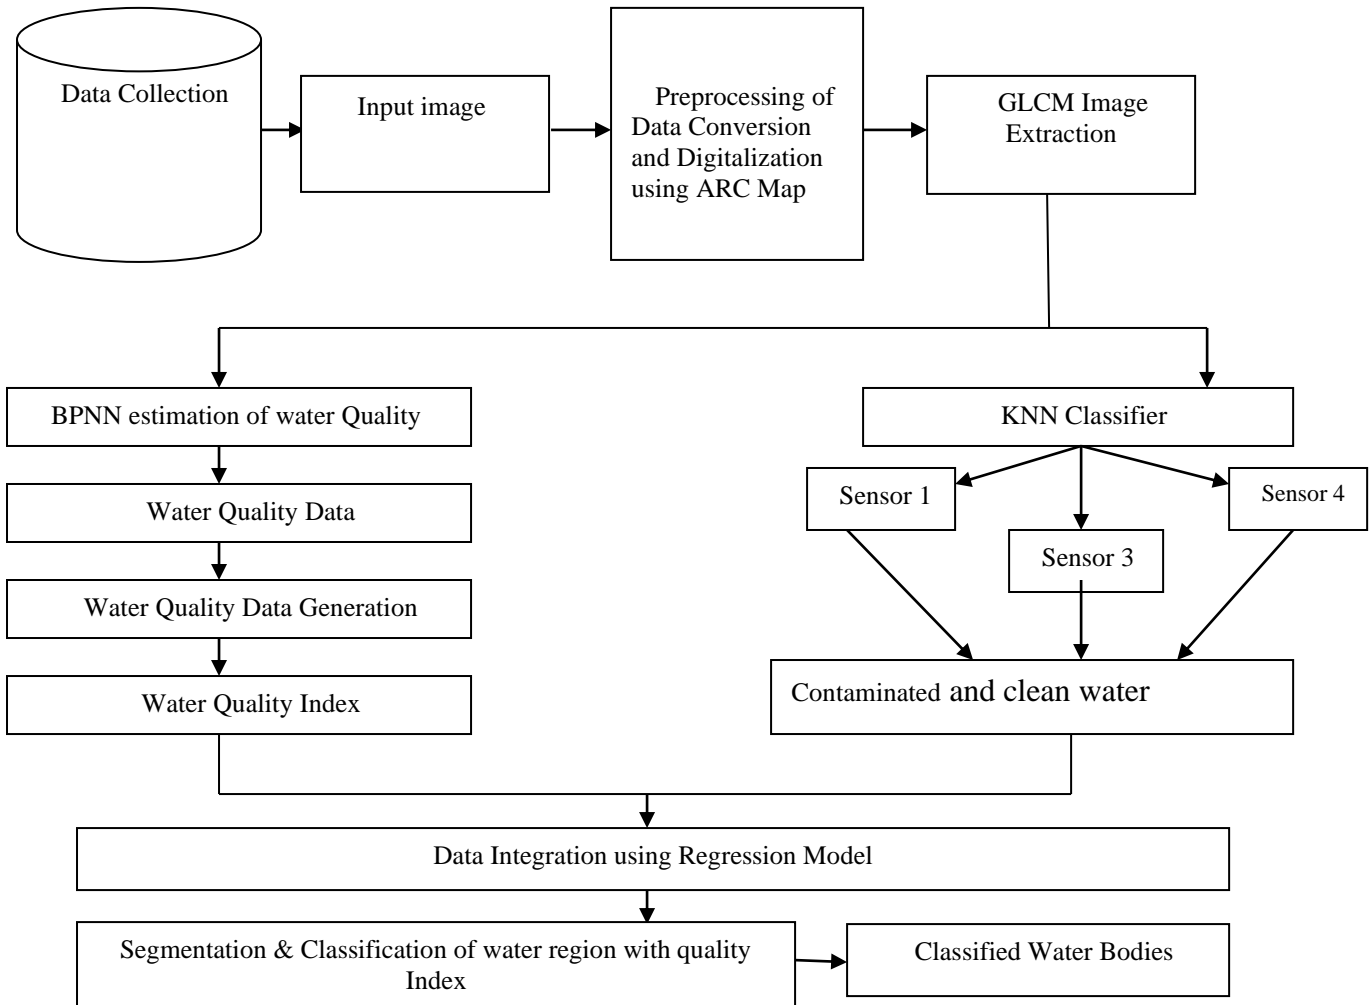 Data Collection
Input image
Preprocessing of
Data Conversion
and Digitalization
using ARC Map
GLCM Image
Extraction
BPNN estimation of water Quality
KNN Classifier
Water Quality Data
Sensor 1
Sensor 4
Sensor 3
Water Quality Data Generation
Water Quality Index
Contaminated and clean water
Data Integration using Regression Model
Segmentation & Classification of water region with quality
Index
Classified Water Bodies